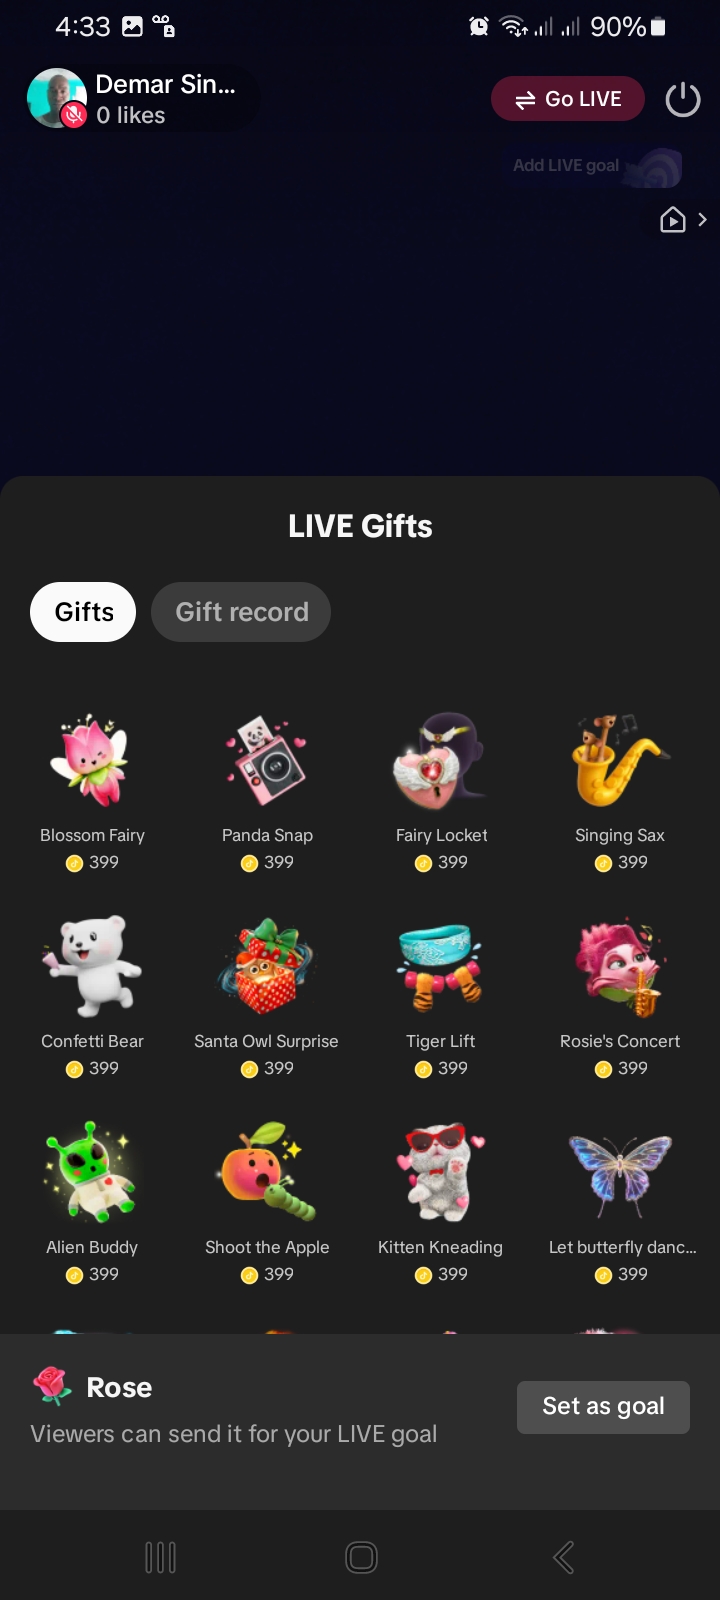 4:33
90%
Demar Sin...
0 likes
Go LIVE
Add LIVE goal
LIVE Gifts
Gifts
Gift record
Blossom Fairy
Panda Snap
Fairy Locket
Singing Sax
399
399
399
399
Confetti Bear
Santa Owl Surprise
Tiger Lift
Rosie's Concert
399
399
399
399
Alien Buddy
Shoot the Apple
Kitten Kneading
Let butterfly danc...
399
399
399
399
Rose
Viewers can send it for your LIVE goal
Set as goal